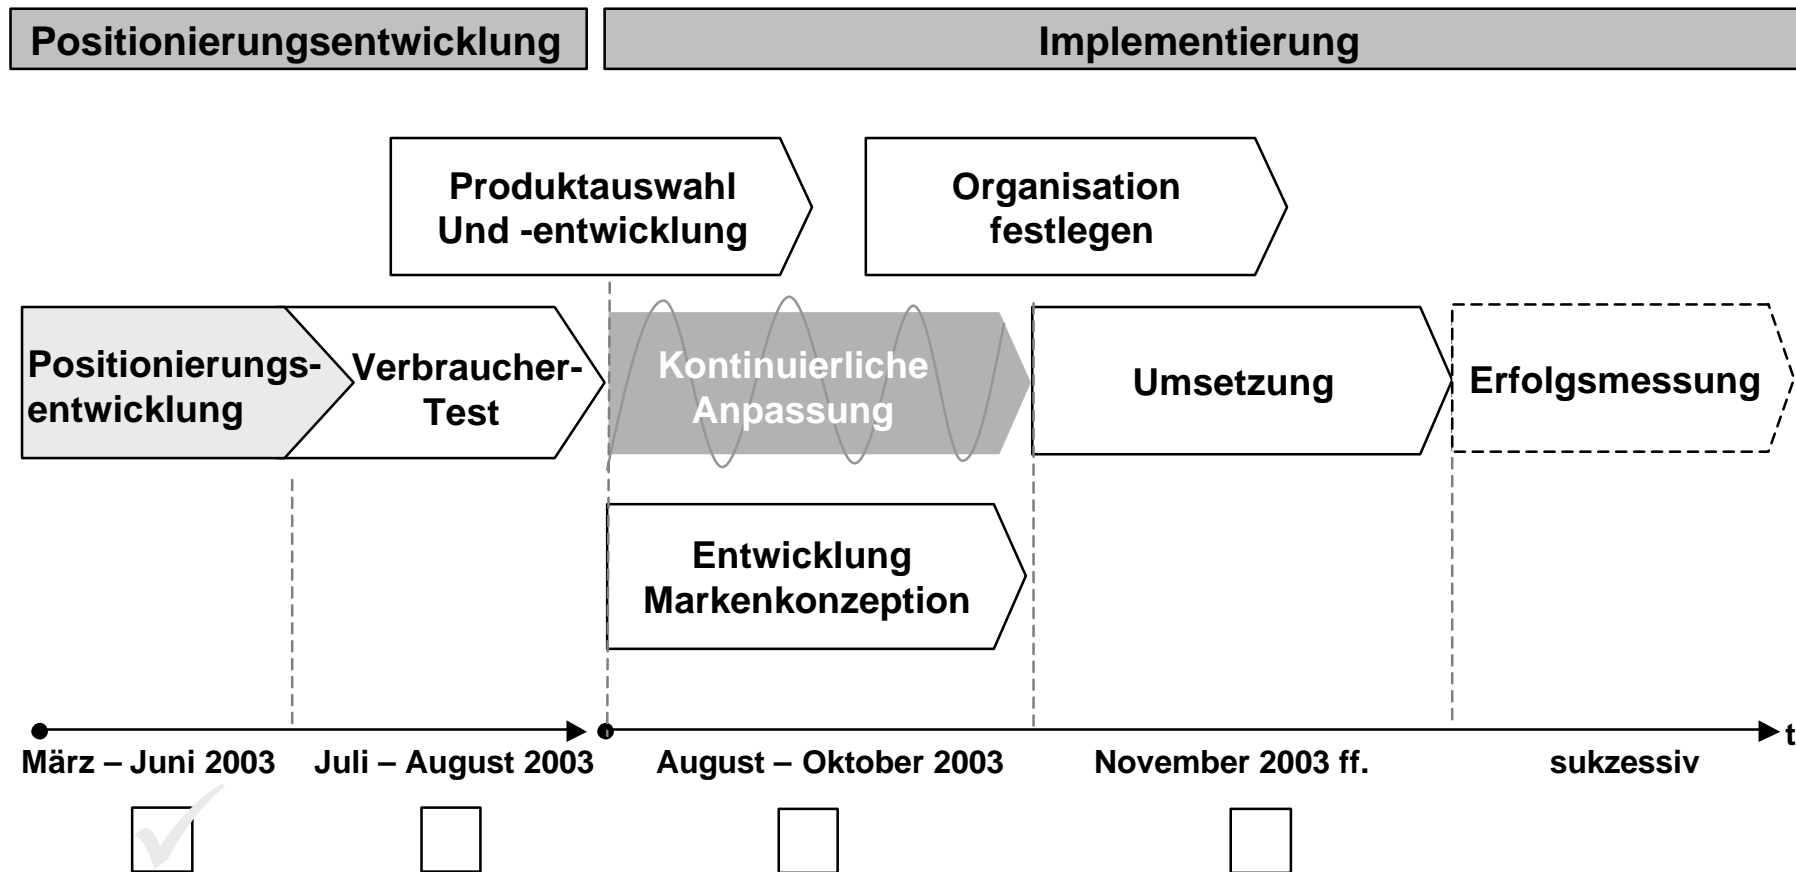 Positionierungsentwicklung
Implementierung
Produktauswahl
Und -entwicklung
Organisation
festlegen
Positionierungs-
entwicklung
Verbraucher-
Test
Kontinuierliche
Anpassung
Umsetzung
Erfolgsmessung
Entwicklung
Markenkonzeption
t
März – Juni 2003
Juli – August 2003
August – Oktober 2003
November 2003 ff.
sukzessiv